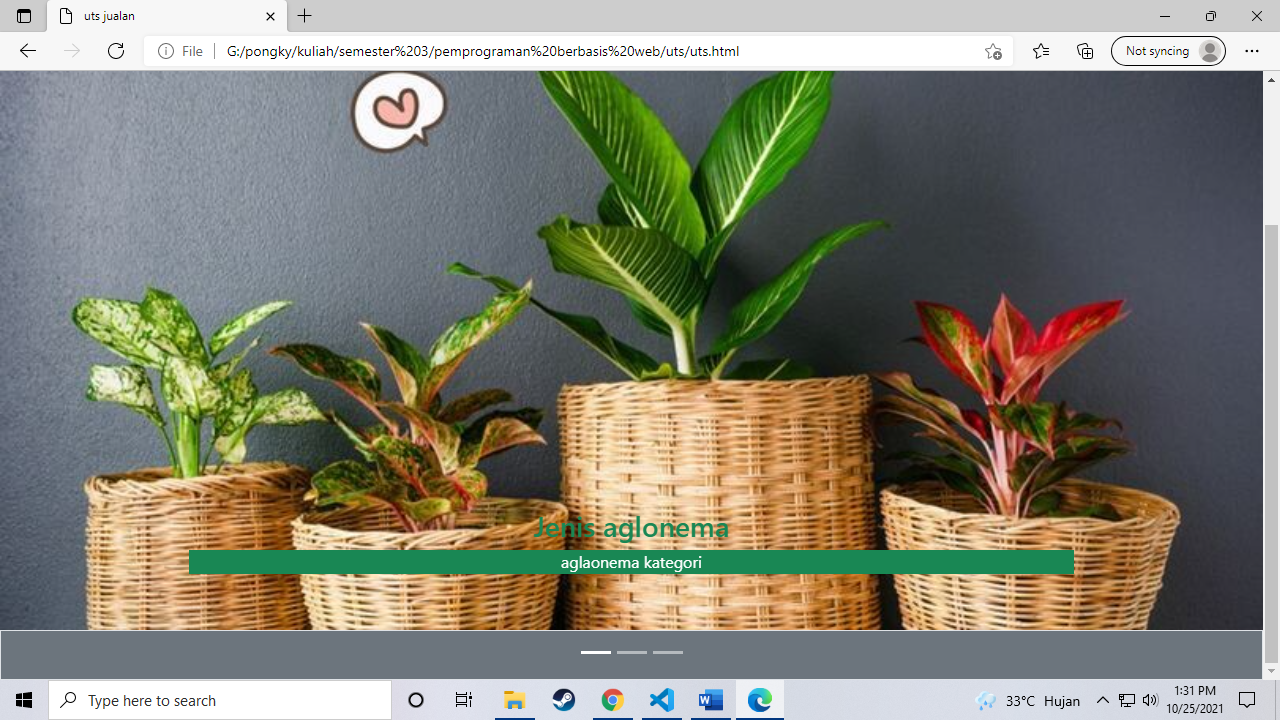 uts jualan
File
G:/pongky/kuliah/semester%203/pemprograman%20berbasis%20web/uts/uts.html
Not syncing
Jenis aglonema
aglaonema kategori
Type here to search
33°C Hujan
1:31 PM
10/25/2021